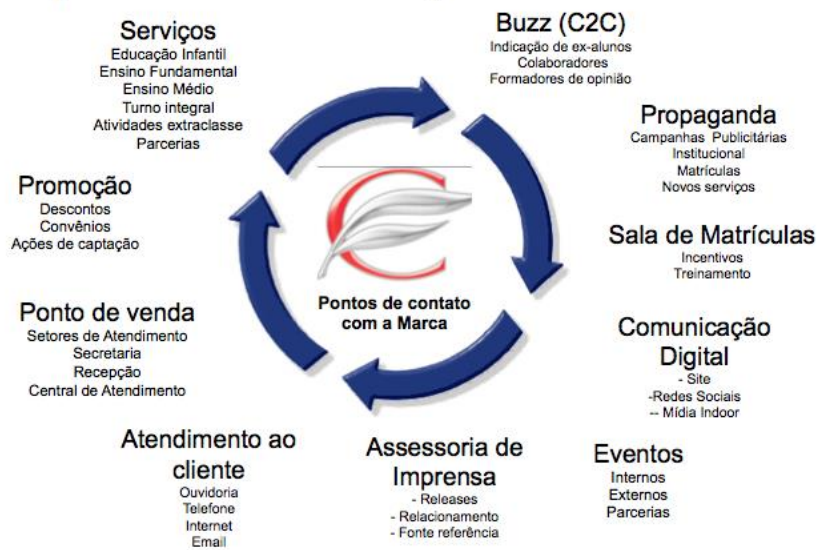 Serviços
Educação Infantil
Ensino Fundamental
Ensino Médio
Turno integral
Atividades extraclasse
Parcerias
Buzz (C2C)
Indicação de ex-alunos
Colaboradores
Formadores de opinião
Propaganda
Campanhas Publicitárias
Institucional
Matrículas
Novos serviços
Sala de Matrículas
Incentivos
Treinamento
Comunicação
Digital
- Site
-Redes Sociais
-- Mídia Indoor
Eventos
Internos
Externos
Parcerias
Assessoria de
Imprensa
- Releases
- Relacionamento
- Fonte referência
Atendimento ao
cliente
Ouvidoria
Telefone
Internet
Email
Ponto de venda
Setores de Atendimento
Secretaria
Recepção
Central de Atendimento
Promoção
Descontos
Convênios
Ações de captação
Pontos de contato
com a Marca